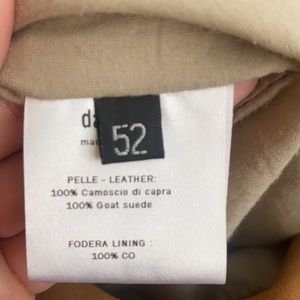 52
PELLE - LEATHER:
100% Camoscio di capra
100% Goat suede
FODERA LINING :
100% CO